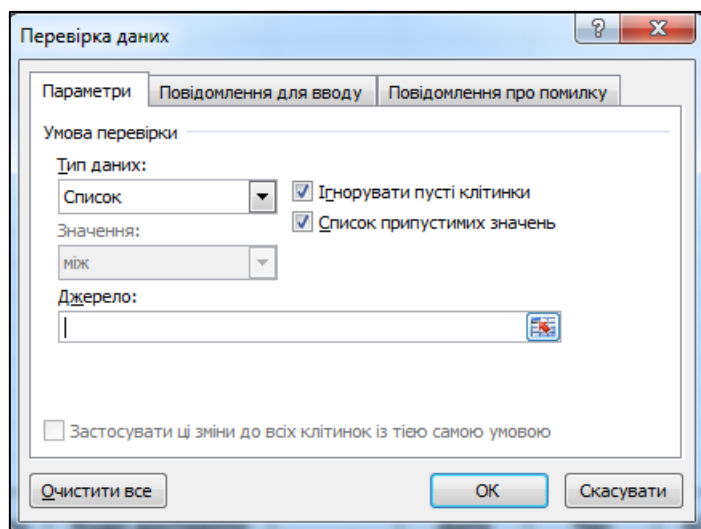 Перевірка даних
Параметри
Повідомлення для вводу
Повідомлення про помилку
Умова перевірки
Тип даних:
Список
Ігнорувати пусті клітинки
Список припустимих значень
Значення:
між
Джерело:
Застосувати ці зміни до всіх клітинок із тією самою умовою
Очистити все
ОК
Скасувати